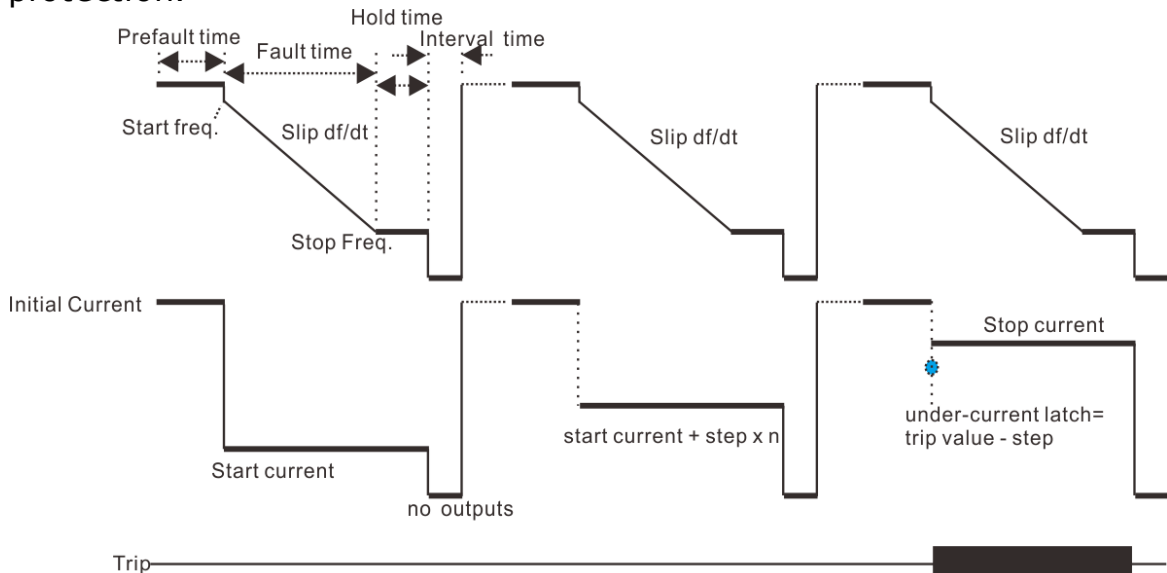 protection.
Hold time
Prefault time
Fault time
Interval time
Start freq.
Slip df/dt
Slip df/dt
Slip df/dt
Stop Freq.
Initial Current
Stop current
start current + step x n
under-current latch=
trip value - step
Start current
no outputs
Trip